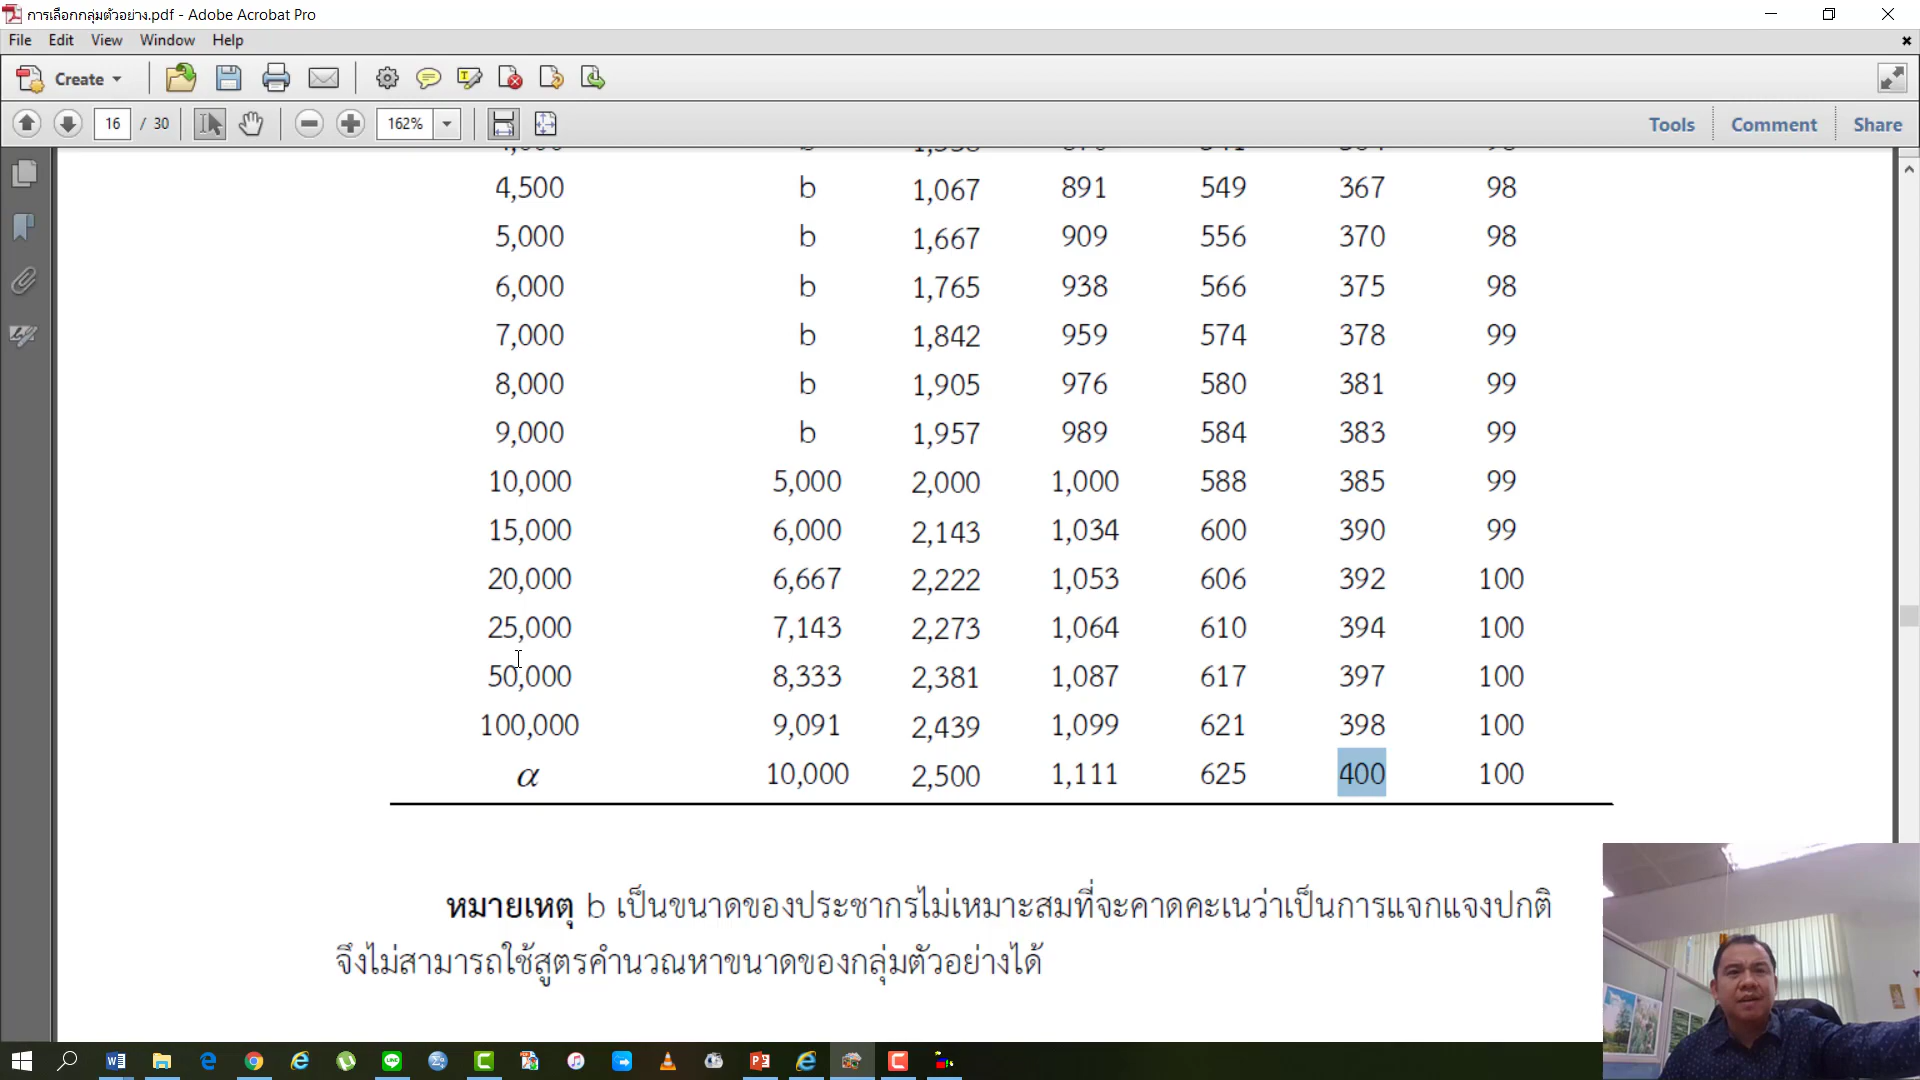 การเลือกกลุ่มตัวอย่าง.pdf - Adobe Acrobat Pro
File Edit View Window Help
Create
16 / 30 162% Tools Comment Share
4,500 b 1,067 891 549 367 98
5,000 b 1,667 909 556 370 98
6,000 b 1,765 938 566 375 98
7,000 b 1,842 959 574 378 99
8,000 b 1,905 976 580 381 99
9,000 b 1,957 989 584 383 99
10,000 5,000 2,000 1,000 588 385 99
15,000 6,000 2,143 1,034 600 390 99
20,000 6,667 2,222 1,053 606 392 100
25,000 7,143 2,273 1,064 610 394 100
50,000 8,333 2,381 1,087 617 397 100
100,000 9,091 2,439 1,099 621 398 100
α 10,000 2,500 1,111 625 400 100
หมายเหตุ b เป็นขนาดของประชากรไม่เหมาะสมที่จะคาดคะเนว่าเป็นการแจกแจงปกติ
จึงไม่สามารถใช้สูตรคำนวณหาขนาดของกลุ่มตัวอย่างได้